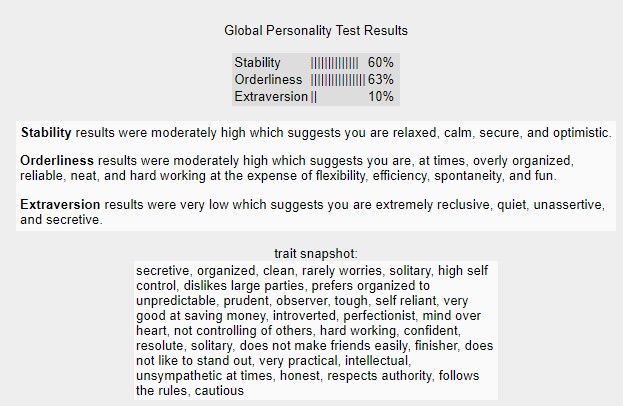 Global Personality Test Results
Stability |||||||||||||| 60%
Orderliness |||||||||||||||| 63%
Extraversion || 10%
Stability results were moderately high which suggests you are relaxed, calm, secure, and optimistic.
Orderliness results were moderately high which suggests you are, at times, overly organized,
reliable, neat, and hard working at the expense of flexibility, efficiency, spontaneity, and fun.
Extraversion results were very low which suggests you are extremely reclusive, quiet, unassertive,
and secretive.
trait snapshot:
secretive, organized, clean, rarely worries, solitary, high self
control, dislikes large parties, prefers organized to
unpredictable, prudent, observer, tough, self reliant, very
good at saving money, introverted, perfectionist, mind over
heart, not controlling of others, hard working, confident,
resolute, solitary, does not make friends easily, finisher, does
not like to stand out, very practical, intellectual,
unsympathetic at times, honest, respects authority, follows
the rules, cautious